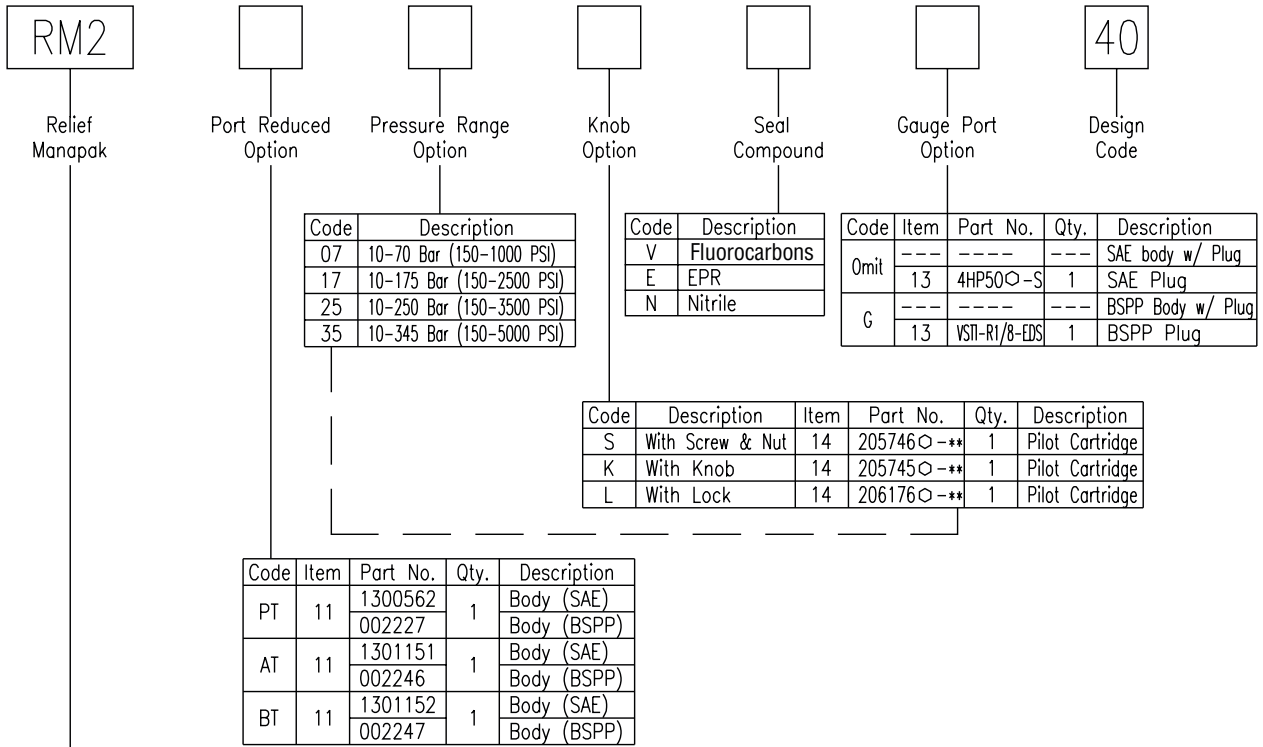 RM2 40
Relief Manapak
Port Reduced Option
Pressure Range Option
Knob Option
Seal Compound
Gauge Port Option
Design Code
Code Description
07 10-70 Bar (150-1000 PSI)
17 10-175 Bar (150-2500 PSI)
25 10-250 Bar (150-3500 PSI)
35 10-345 Bar (150-5000 PSI)
Code Description
V Fluorocarbons
E EPR
N Nitrile
Code Item Part No. Qty. Description
Omit --- ---- --- SAE body w/ Plug
13 4HP50⬡-S 1 SAE Plug
G --- ---- --- BSPP Body w/ Plug
13 VSTI-R1/8-EDS 1 BSPP Plug
Code Description Item Part No. Qty. Description
S With Screw & Nut 14 205746⬡-** 1 Pilot Cartridge
K With Knob 14 205745⬡-** 1 Pilot Cartridge
L With Lock 14 206176⬡-** 1 Pilot Cartridge
Code Item Part No. Qty. Description
PT 11 1300562 1 Body (SAE)
002227 Body (BSPP)
AT 11 1301151 1 Body (SAE)
002246 Body (BSPP)
BT 11 1301152 1 Body (SAE)
002247 Body (BSPP)